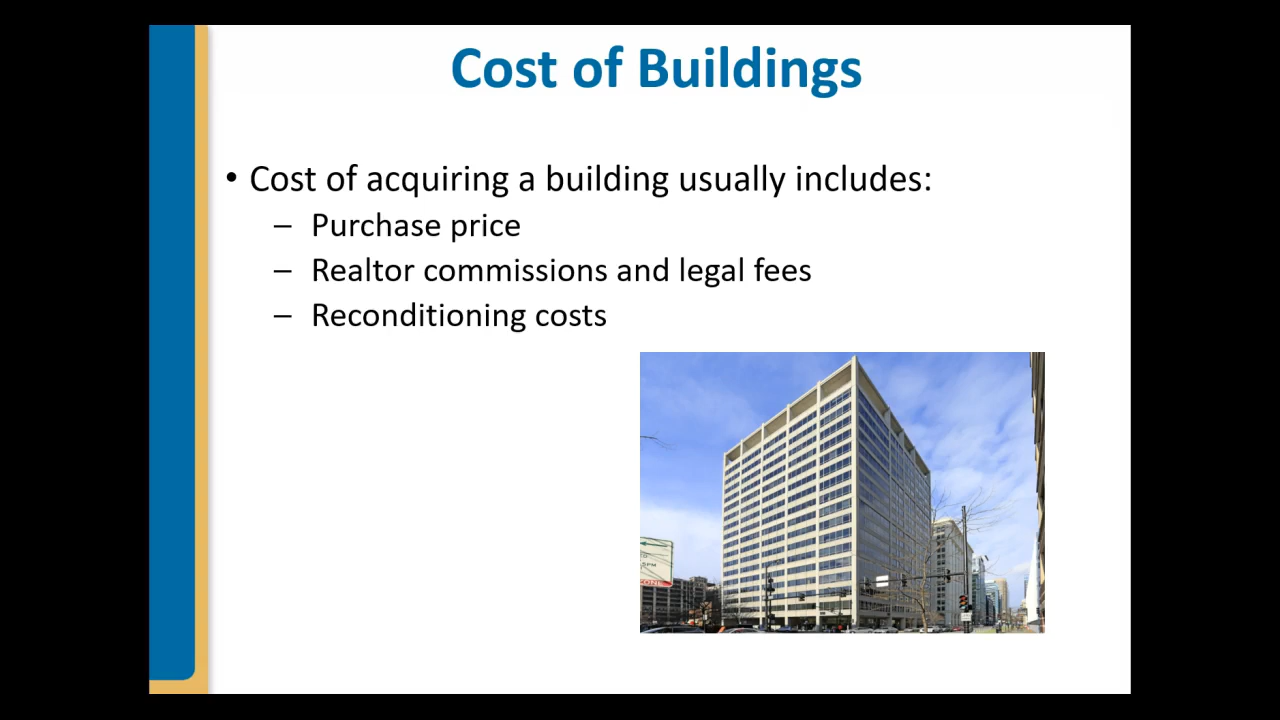 Cost of Buildings
• Cost of acquiring a building usually includes:
– Purchase price
– Realtor commissions and legal fees
– Reconditioning costs